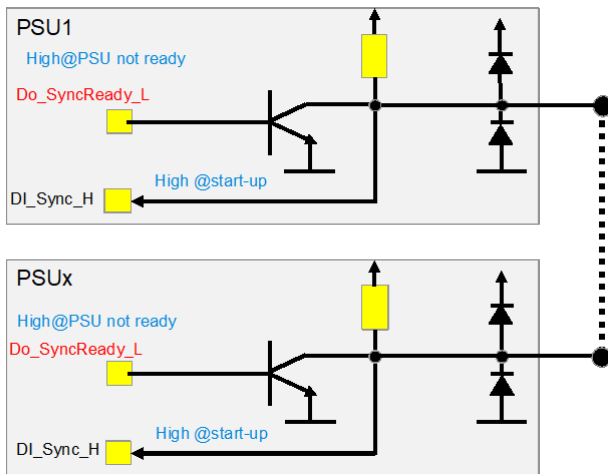 PSU1
High@PSU not ready
Do_SyncReady_L
High @start-up
DI_Sync_H
PSUx
High@PSU not ready
Do_SyncReady_L
High @start-up
DI_Sync_H